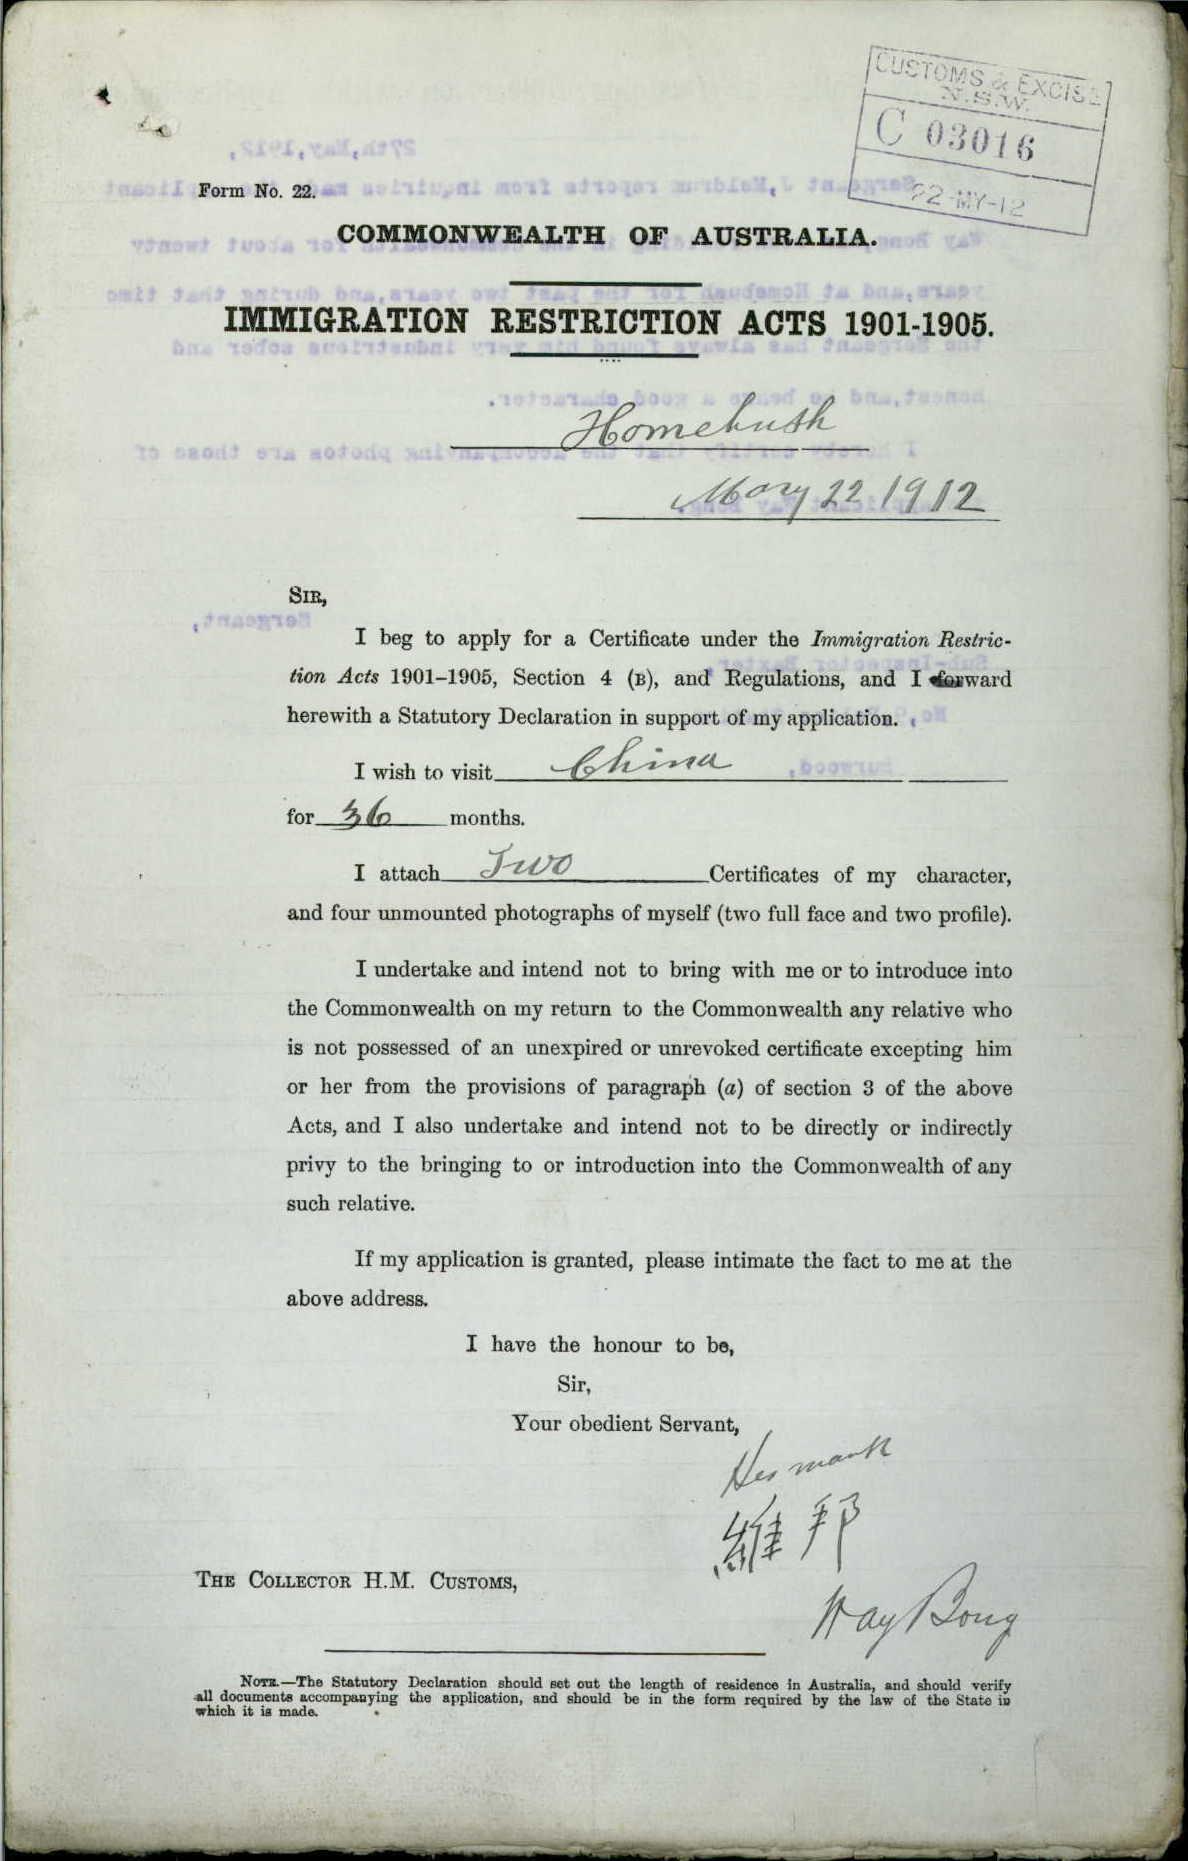 CUSTOMS & EXCISE
N.S.W.
C 03016
22-MY-12
Form No. 22.
COMMONWEALTH OF AUSTRALIA.
IMMIGRATION RESTRICTION ACTS 1901-1905.
Homebush
May 22 1912
SIR,
I beg to apply for a Certificate under the Immigration Restric-
tion Acts 1901-1905, Section 4 (B), and Regulations, and I forward
herewith a Statutory Declaration in support of my application.
I wish to visit China
for 36 months.
I attach Two Certificates of my character,
and four unmounted photographs of myself (two full face and two profile).
I undertake and intend not to bring with me or to introduce into
the Commonwealth on my return to the Commonwealth any relative who
is not possessed of an unexpired or unrevoked certificate excepting him
or her from the provisions of paragraph (a) of section 3 of the above
Acts, and I also undertake and intend not to be directly or indirectly
privy to the bringing to or introduction into the Commonwealth of any
such relative.
If my application is granted, please intimate the fact to me at the
above address.
I have the honour to be,
Sir,
Your obedient Servant,
His mark
維邦
THE COLLECTOR H.M. CUSTOMS,
Way Bong
NOTE.—The Statutory Declaration should set out the length of residence in Australia, and should verify
all documents accompanying the application, and should be in the form required by the law of the State in
which it is made.